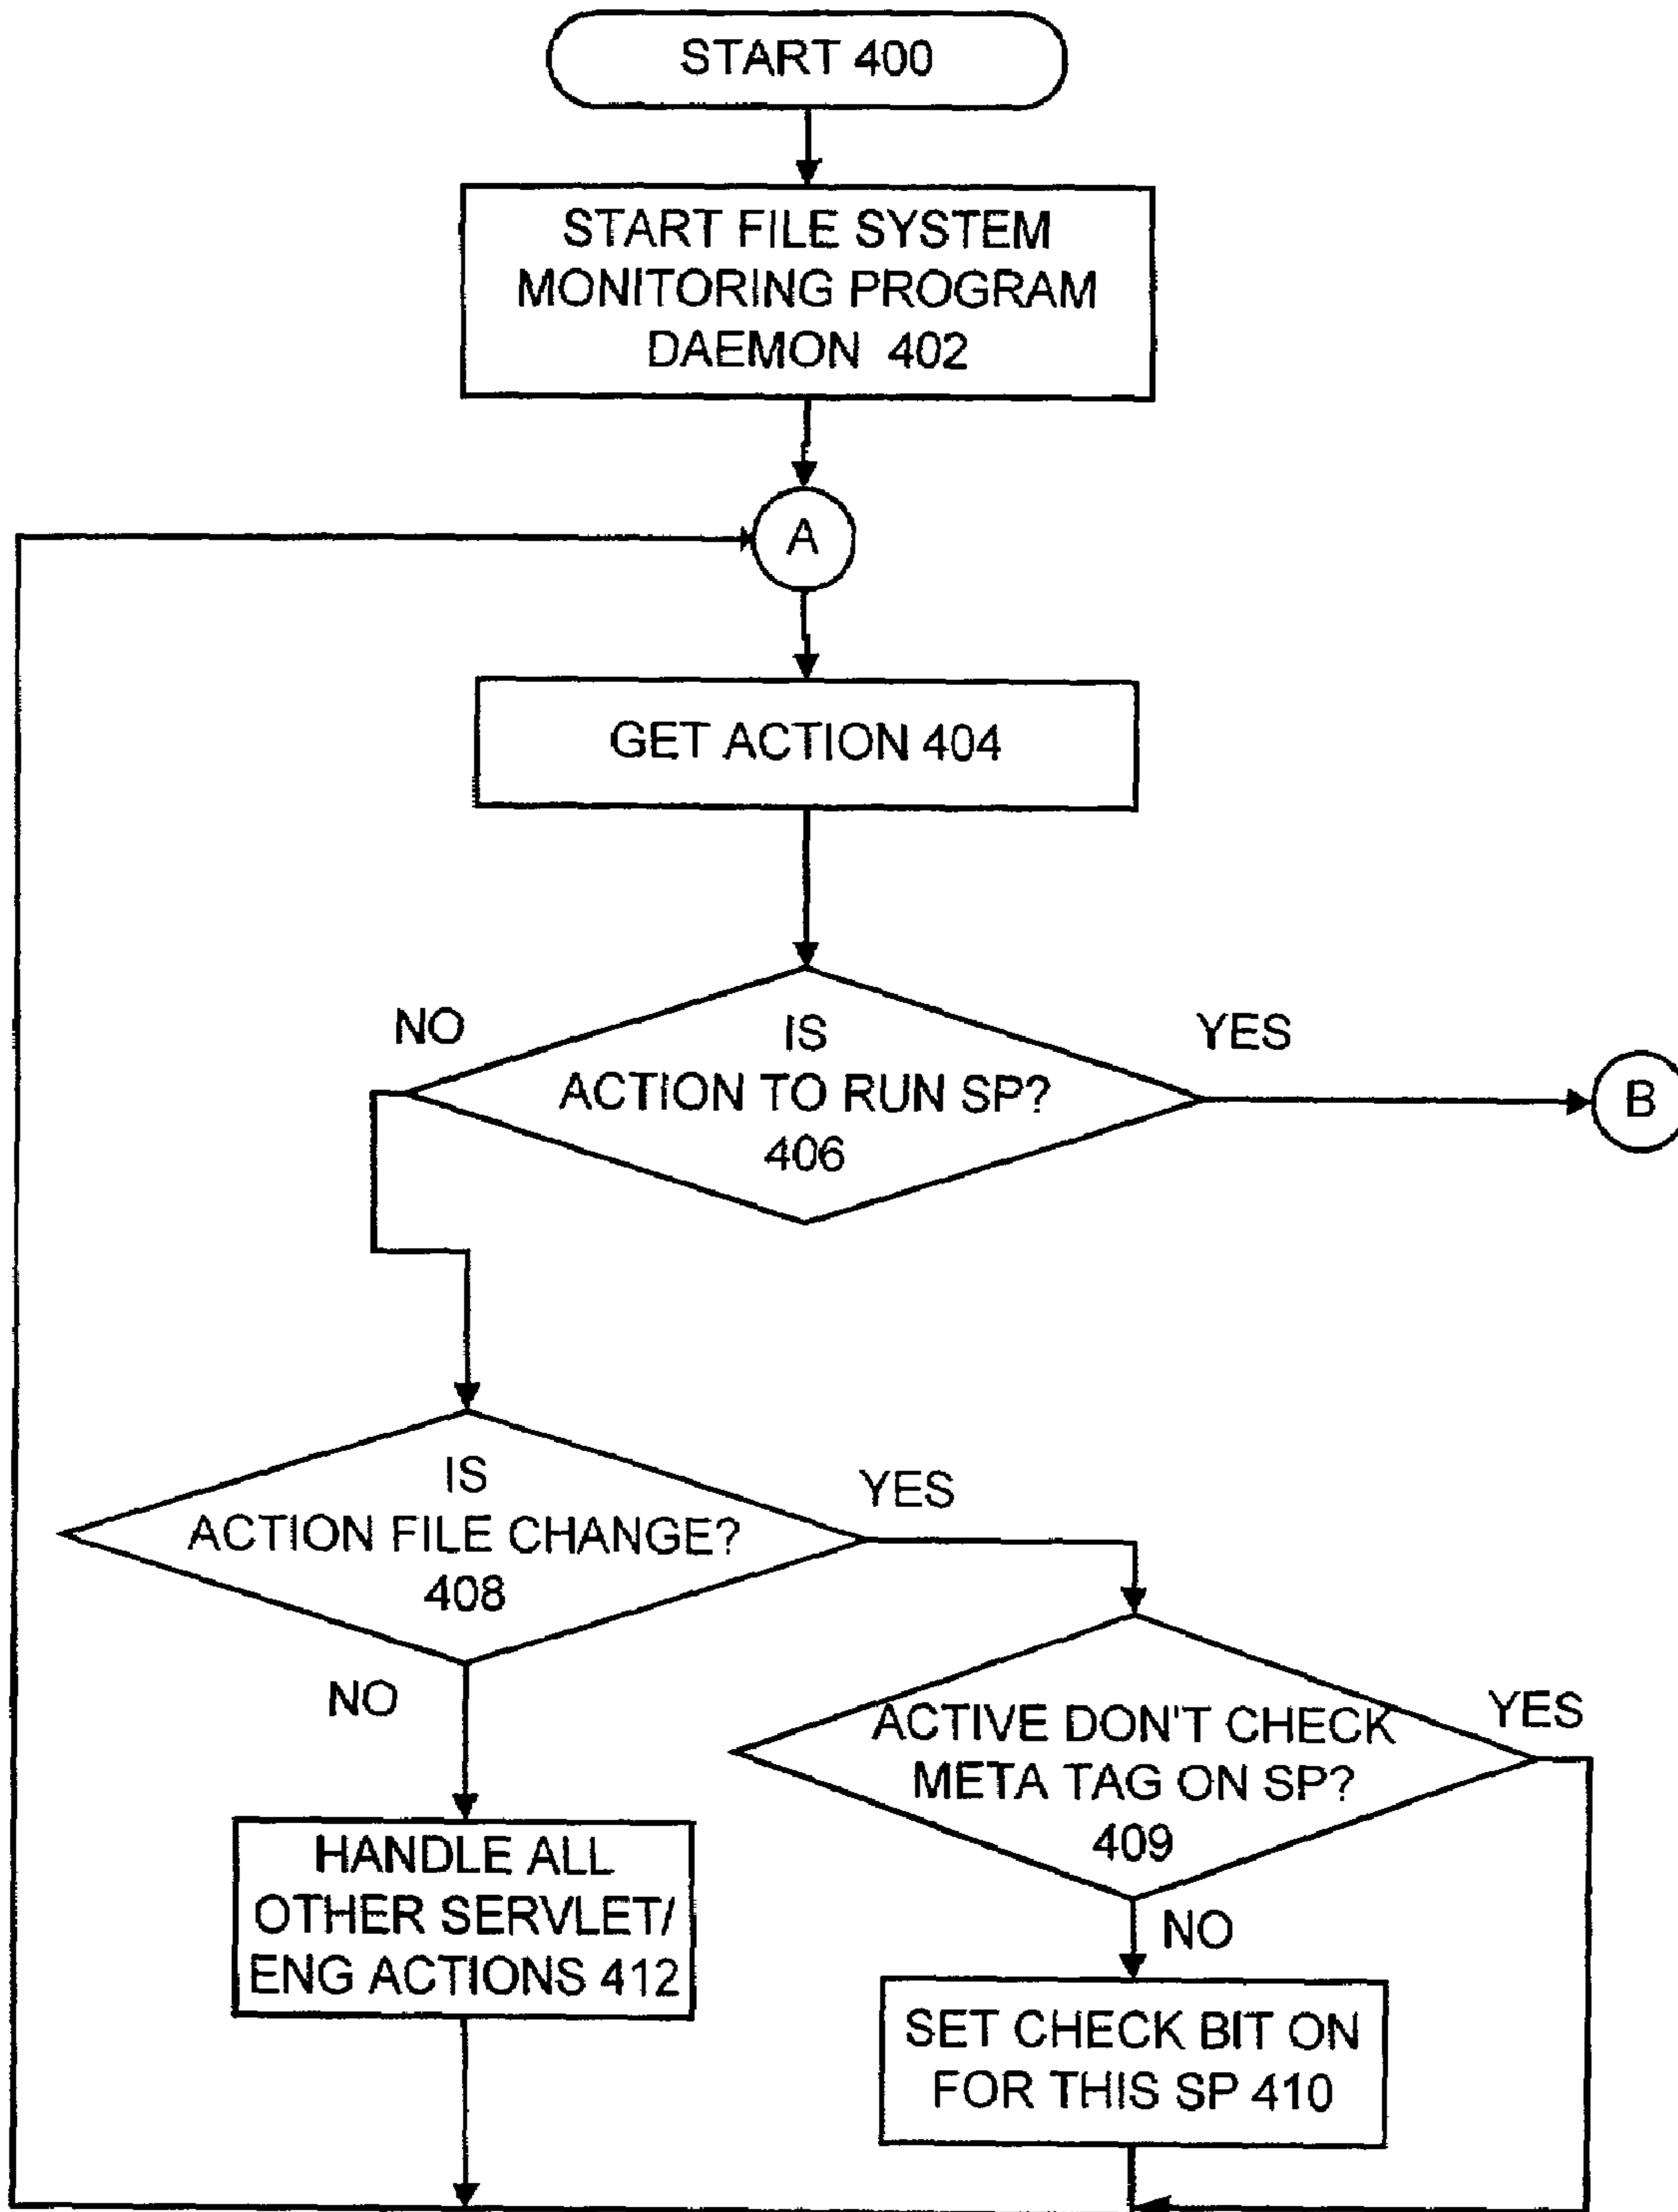 START 400
START FILE SYSTEM
MONITORING PROGRAM
DAEMON 402
A
GET ACTION 404
NO
YES
IS
ACTION TO RUN SP?
406
B
IS
ACTION FILE CHANGE?
408
YES
NO
ACTIVE DON'T CHECK
META TAG ON SP?
409
YES
HANDLE ALL
OTHER SERVLET/
ENG ACTIONS 412
NO
SET CHECK BIT ON
FOR THIS SP 410